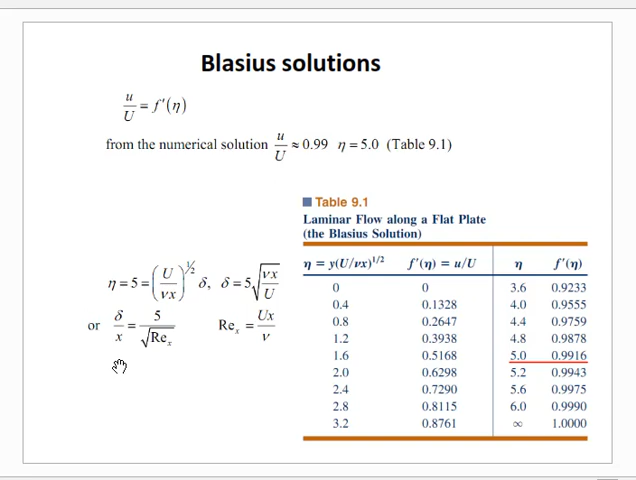 Blasius solutions
u/U = f′(η)
from the numerical solution u/U ≈ 0.99 η = 5.0 (Table 9.1)
η = 5 = (U/νx)^½ δ, δ = 5√(νx/U)
or δ/x = 5/√Reₓ Reₓ = Ux/ν
Table 9.1
Laminar Flow along a Flat Plate
(the Blasius Solution)
η = y(U/νx)^1/2 f′(η) = u/U η f′(η)
0 0 3.6 0.9233
0.4 0.1328 4.0 0.9555
0.8 0.2647 4.4 0.9759
1.2 0.3938 4.8 0.9878
1.6 0.5168 5.0 0.9916
2.0 0.6298 5.2 0.9943
2.4 0.7290 5.6 0.9975
2.8 0.8115 6.0 0.9990
3.2 0.8761 ∞ 1.0000